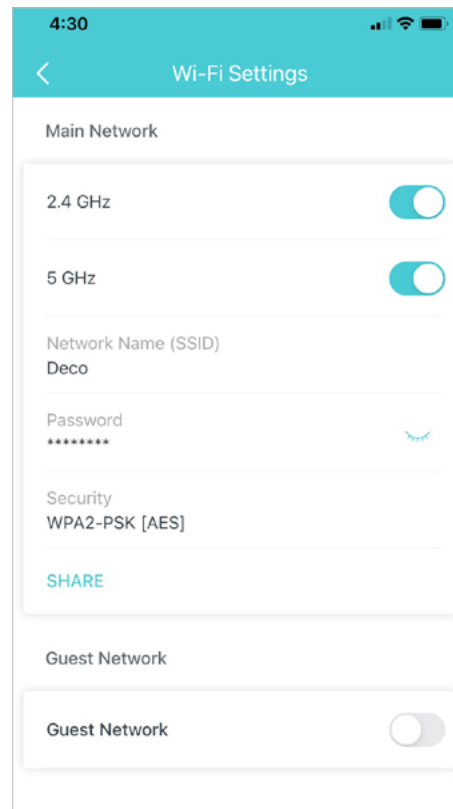 4:30
Wi-Fi Settings
Main Network
2.4 GHz
5 GHz
Network Name (SSID)
Deco
Password
********
Security
WPA2-PSK [AES]
SHARE
Guest Network
Guest Network